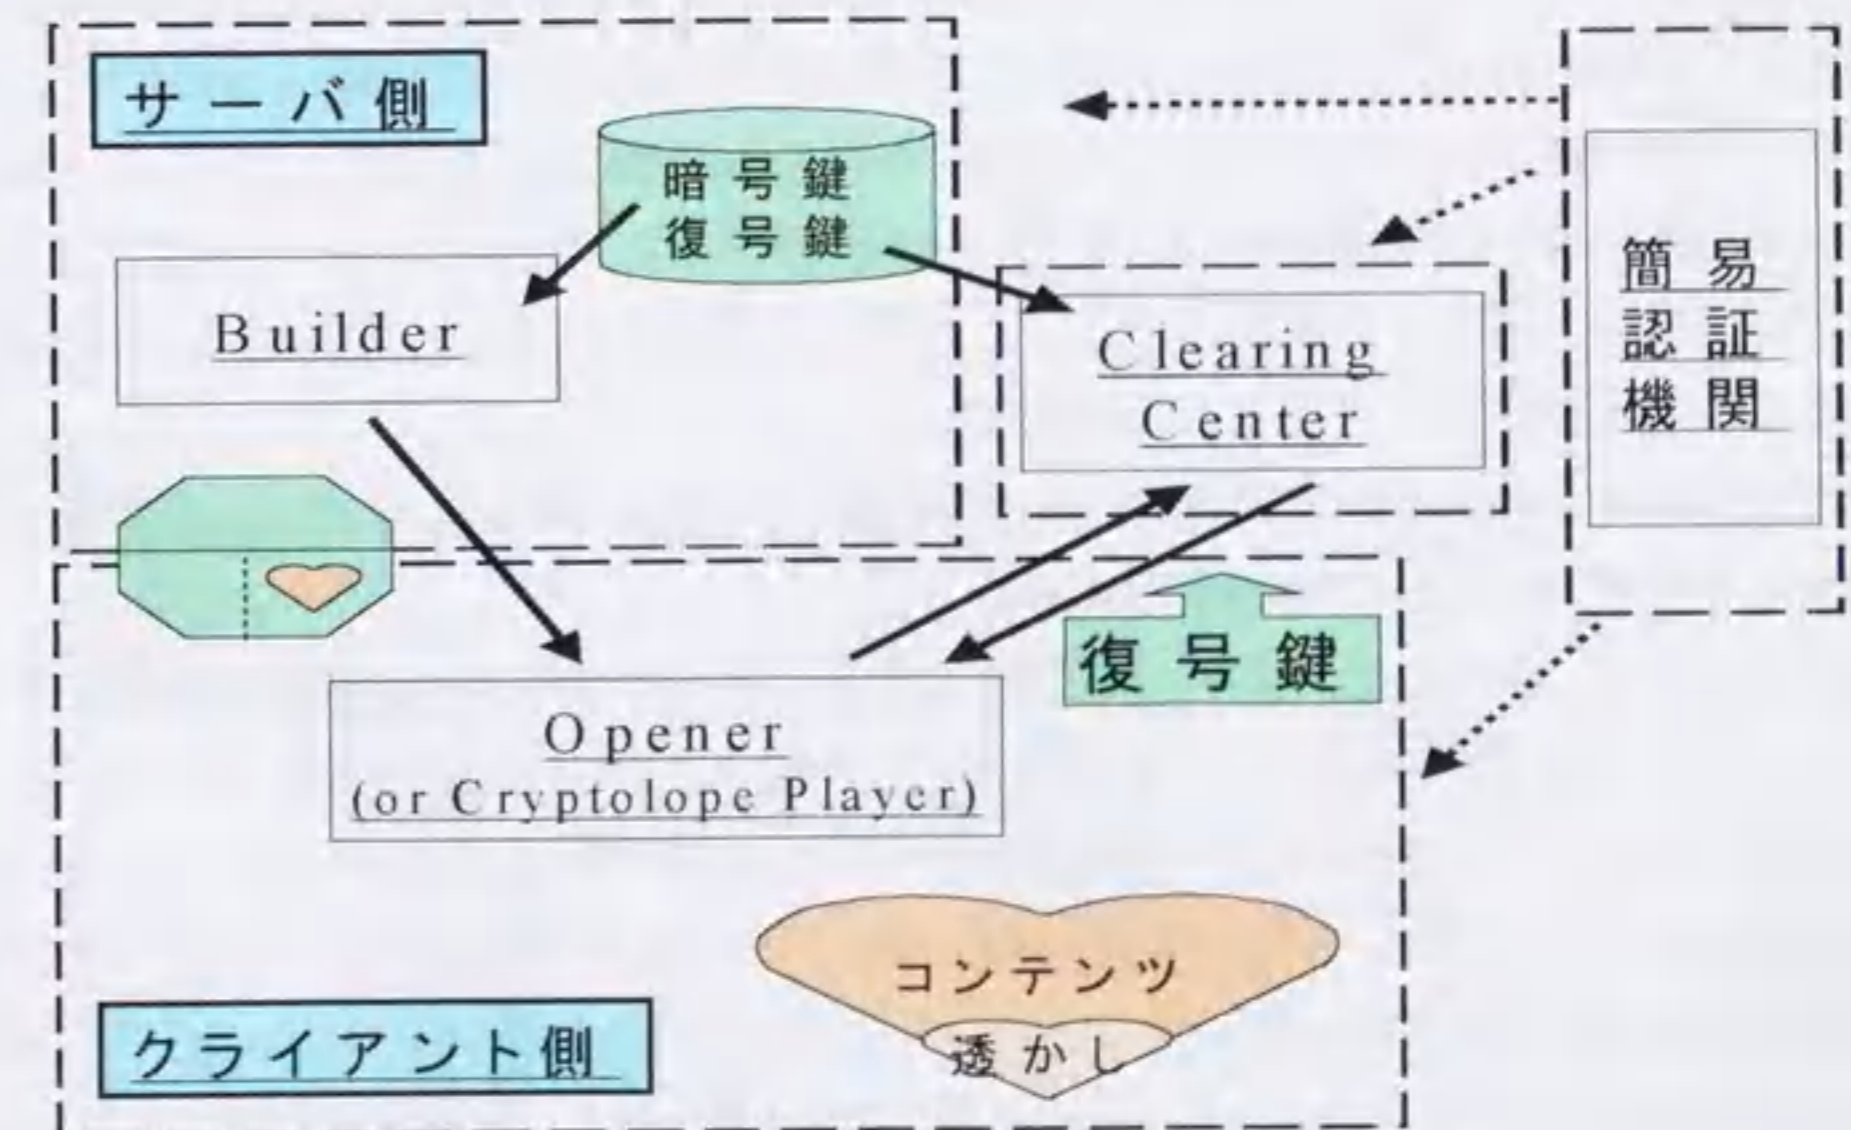 サーバ側
暗号鍵
復号鍵
Builder
Clearing
Center
簡易
認証
機関
復号鍵
Opener
(or Cryptolope Player)
コンテンツ
透かし
クライアント側